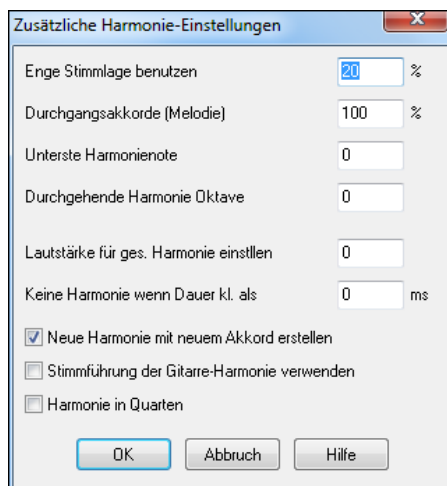 Zusätzliche Harmonie-Einstellungen
Enge Stimmlage benutzen 20 %
Durchgangsakkorde (Melodie) 100 %
Unterste Harmonienote 0
Durchgehende Harmonie Oktave 0
Lautstärke für ges. Harmonie einstllen 0
Keine Harmonie wenn Dauer kl. als 0 ms
Neue Harmonie mit neuem Akkord erstellen
Stimmführung der Gitarre-Harmonie verwenden
Harmonie in Quarten
OK Abbruch Hilfe